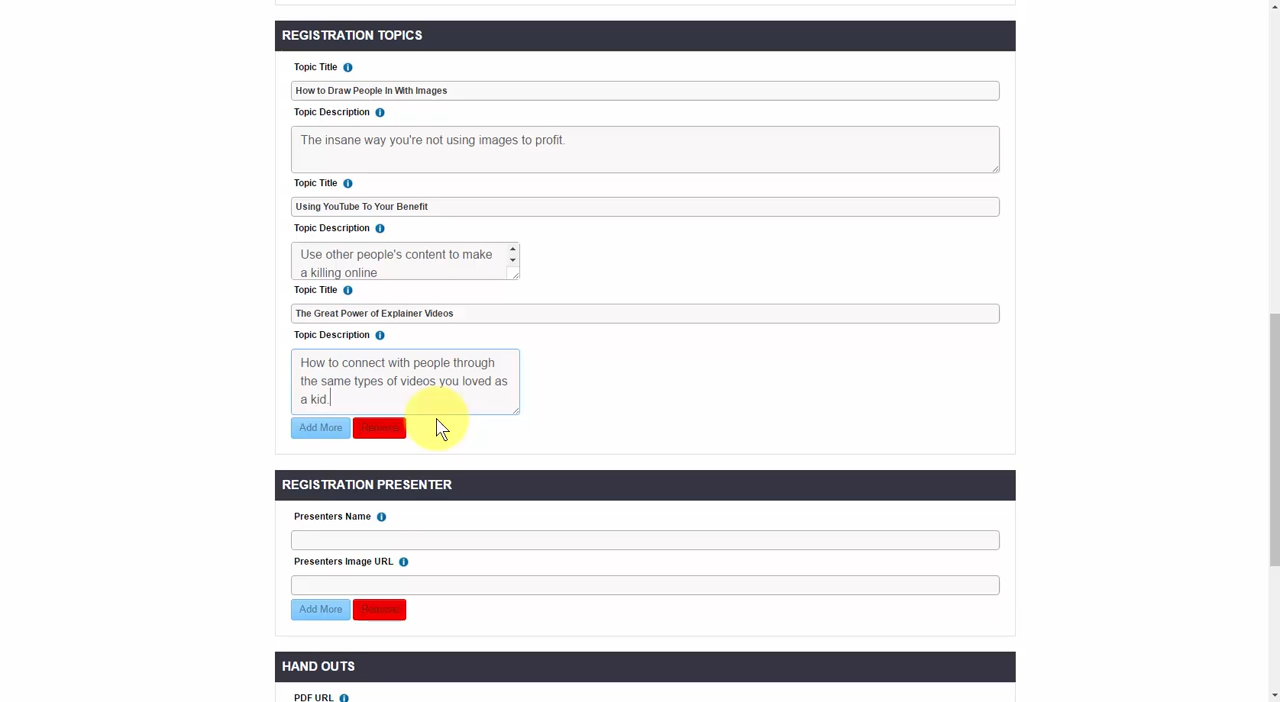 REGISTRATION TOPICS
Topic Title
How to Draw People In With Images
Topic Description
The insane way you're not using images to profit.
Topic Title
Using YouTube To Your Benefit
Topic Description
Use other people's content to make
a killing online
Topic Title
The Great Power of Explainer Videos
Topic Description
How to connect with people through
the same types of videos you loved as
a kid.
Add More Remove
REGISTRATION PRESENTER
Presenters Name
Presenters Image URL
Add More Remove
HAND OUTS
PDF URL